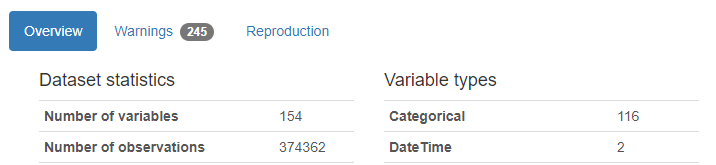 Overview Warnings 245 Reproduction
Dataset statistics
Number of variables 154
Number of observations 374362
Variable types
Categorical 116
DateTime 2